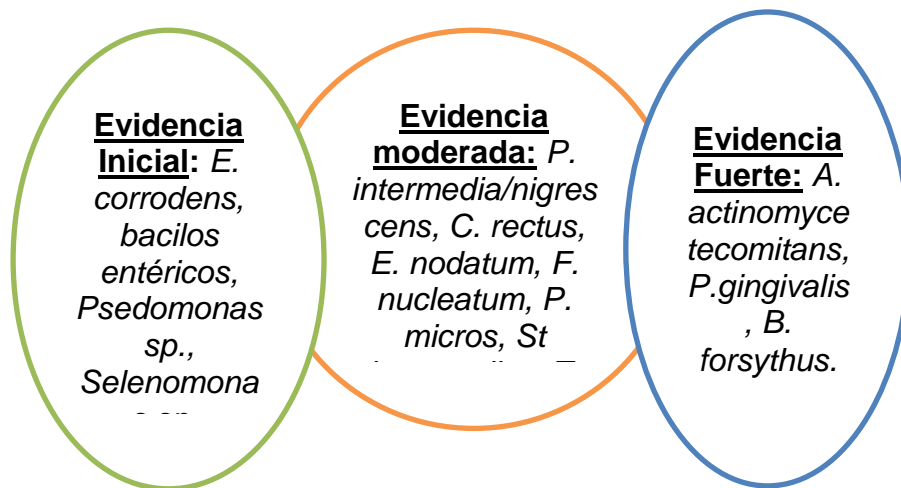 Evidencia
Inicial: E.
corrodens,
bacilos
entéricos,
Psedomonas
sp.,
Selenomona
Evidencia
moderada: P.
intermedia/nigres
cens, C. rectus,
E. nodatum, F.
nucleatum, P.
micros, St
Evidencia
Fuerte: A.
actinomyce
tecomitans,
P.gingivalis
, B.
forsythus.